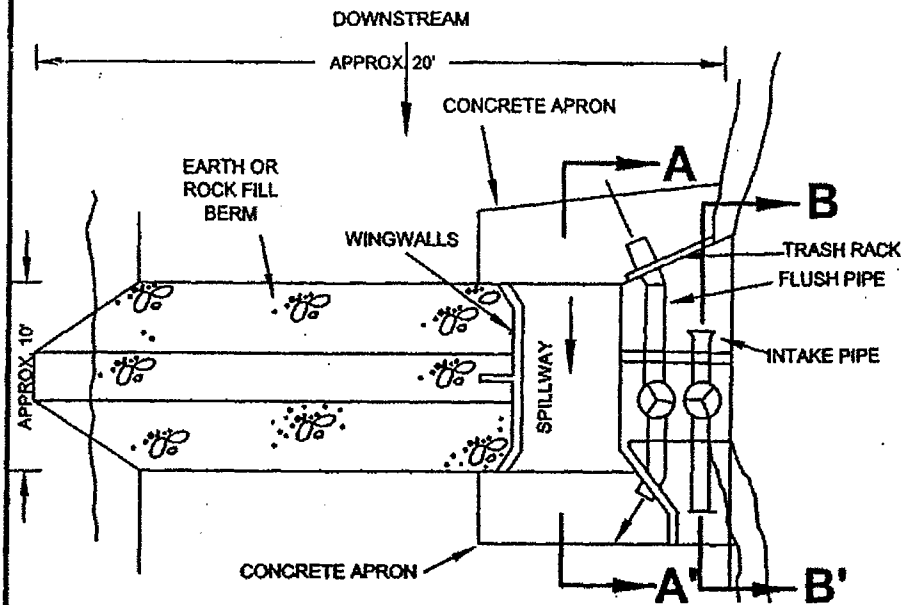 DOWNSTREAM
APPROX. 20'
CONCRETE APRON
A
EARTH OR
ROCK FILL
BERM
B
WINGWALLS
TRASH RACK
FLUSH PIPE
INTAKE PIPE
APPROX. 10'
SPILLWAY
CONCRETE APRON
A'
B'